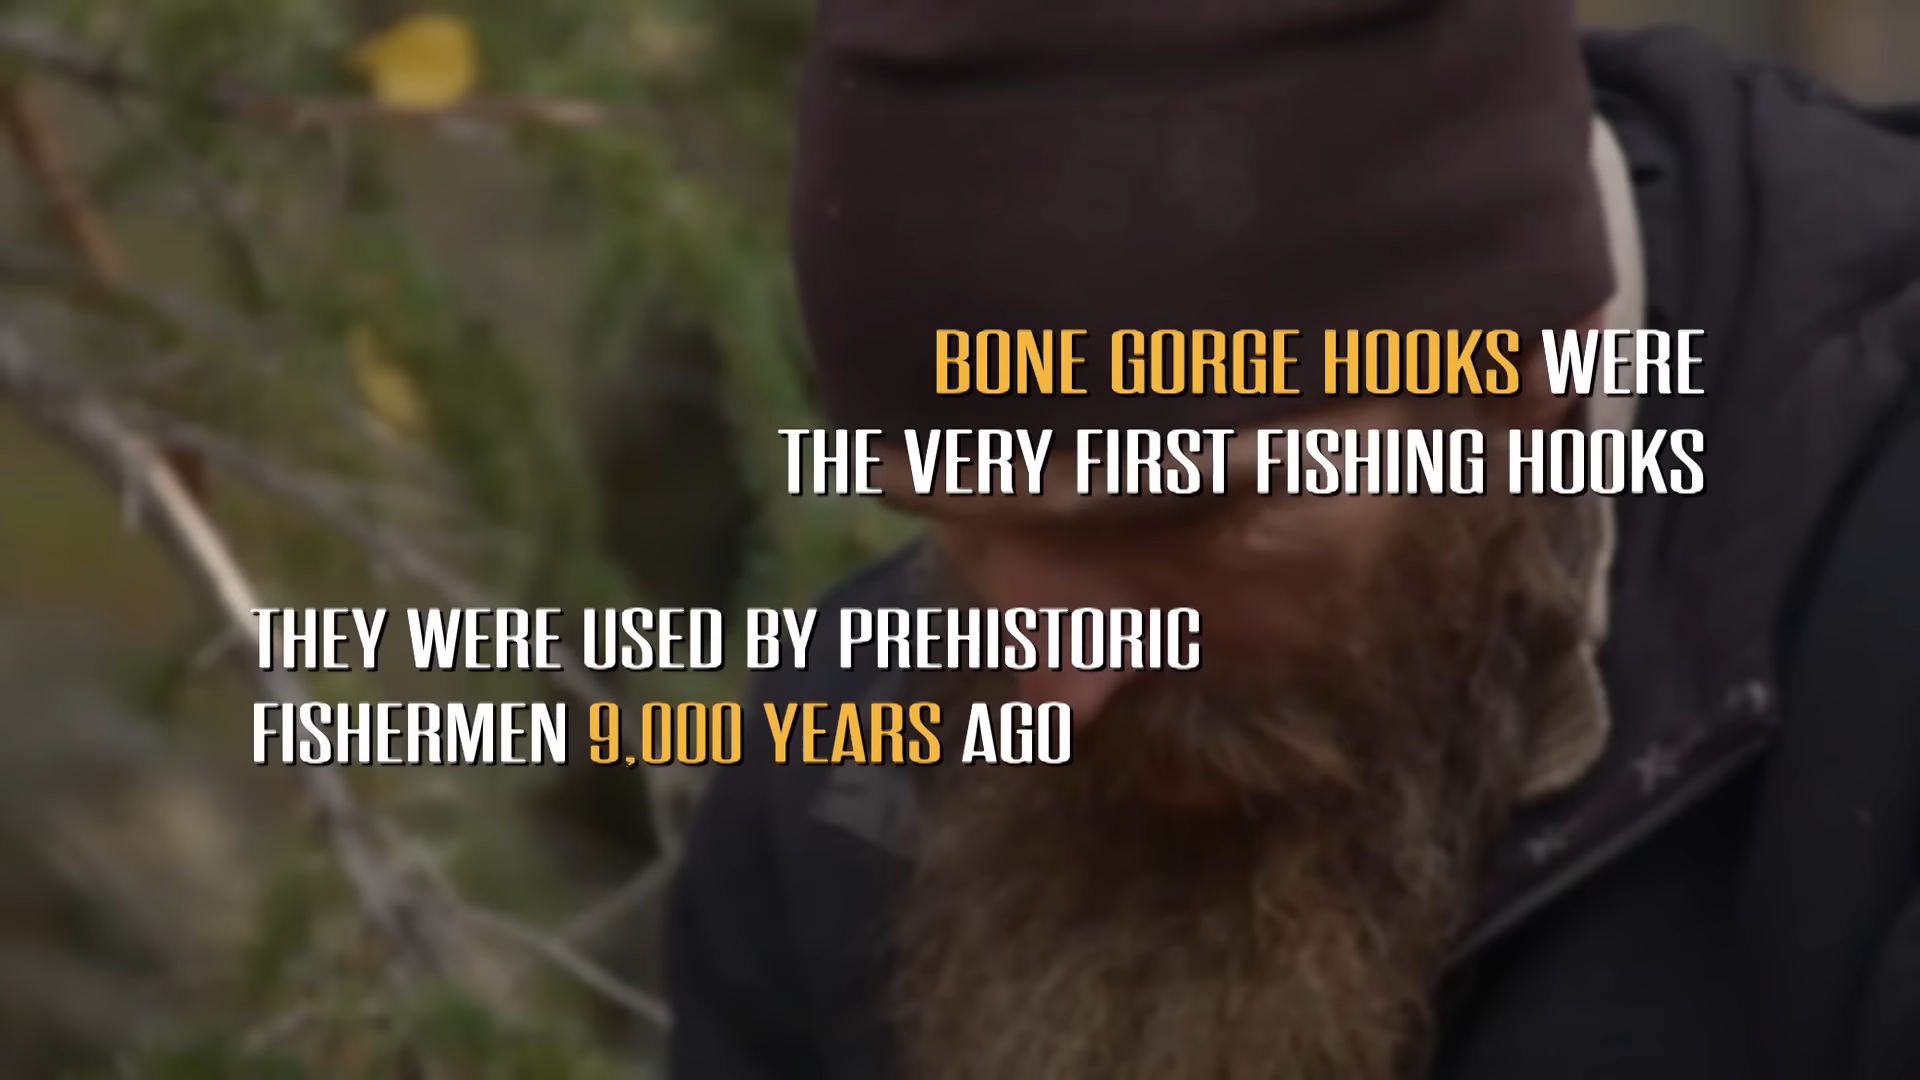 BONE GORGE HOOKS WERE
THE VERY FIRST FISHING HOOKS
THEY WERE USED BY PREHISTORIC
FISHERMEN 9,000 YEARS AGO